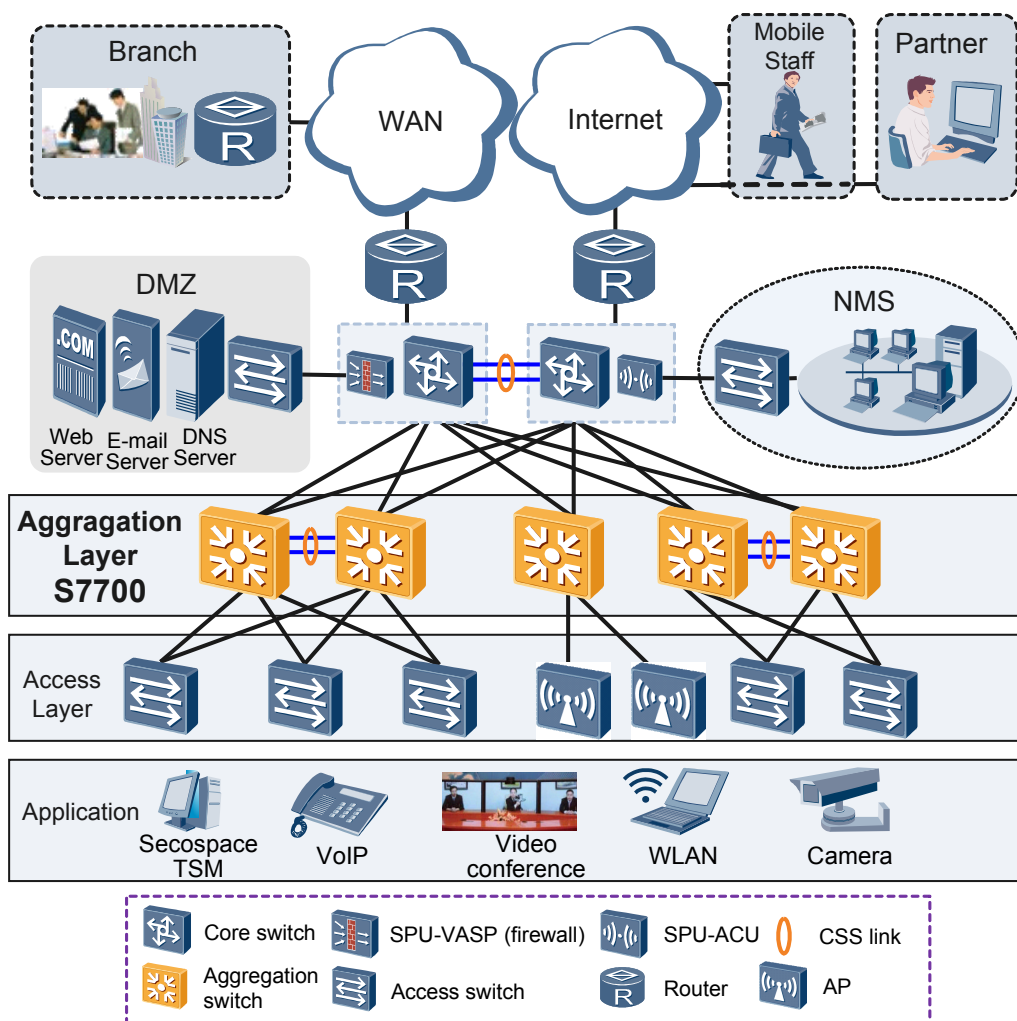 Branch
WAN
Internet
Mobile
Staff
Partner
R
R
R
DMZ
.COM
Web
Server
E-mail
Server
DNS
Server
NMS
Aggragation
Layer
S7700
Access
Layer
Application
Secospace
TSM
VoIP
Video
conference
WLAN
Camera
Core switch
SPU-VASP (firewall)
SPU-ACU
CSS link
Aggregation
switch
Access switch
R
Router
AP